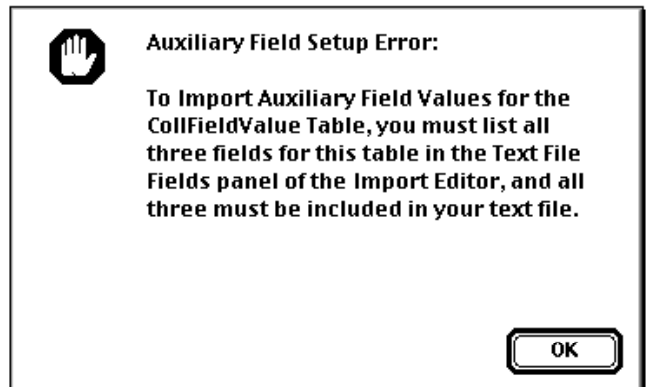 Auxiliary Field Setup Error:
To Import Auxiliary Field Values for the
CollFieldValue Table, you must list all
three fields for this table in the Text File
Fields panel of the Import Editor, and all
three must be included in your text file.
OK